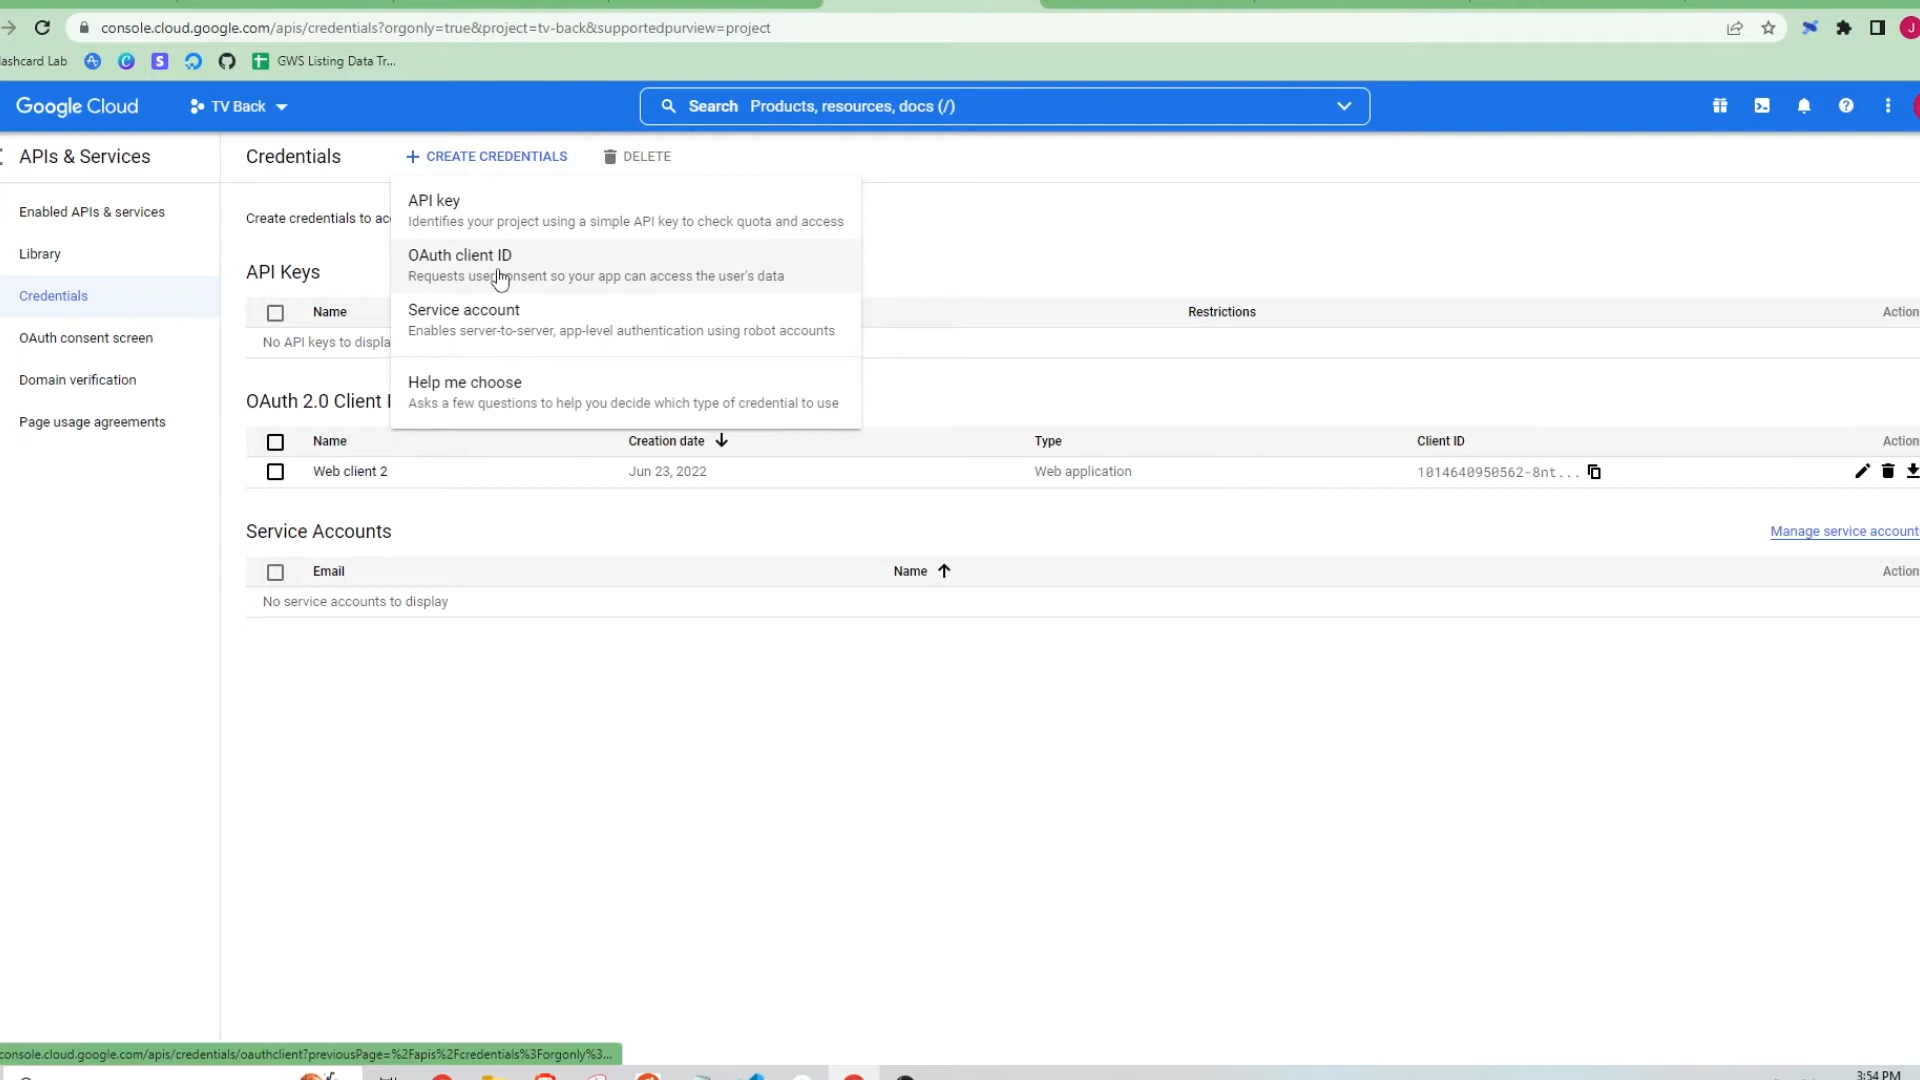 console.cloud.google.com/apis/credentials?orgonly=true&project=tv-back&supportedpurview=project
J
lashcard Lab
S
GWS Listing Data Tr...
Google Cloud
TV Back
Search Products, resources, docs (/)
APIs & Services
Credentials
CREATE CREDENTIALS
DELETE
API key
Identifies your project using a simple API key to check quota and access
Enabled APIs & services
Create credentials to ac
OAuth client ID
Library
API Keys
Requests user consent so your app can access the user's data
Credentials
Service account
Name
Restrictions
Action
Enables server-to-server, app-level authentication using robot accounts
OAuth consent screen
No API keys to displa
Domain verification
Help me choose
OAuth 2.0 Client I
Asks a few questions to help you decide which type of credential to use
Page usage agreements
Name
Creation date
Type
Client ID
Action
Web client 2
Jun 23, 2022
Web application
1014640950562-8nt...
Service Accounts
Manage service account
Email
Name
Action
No service accounts to display
console.cloud.google.com/apis/credentials/oauthclient?previousPage=%2Fapis%2Fcredentials%3Forgonly%3...
3:54 PM